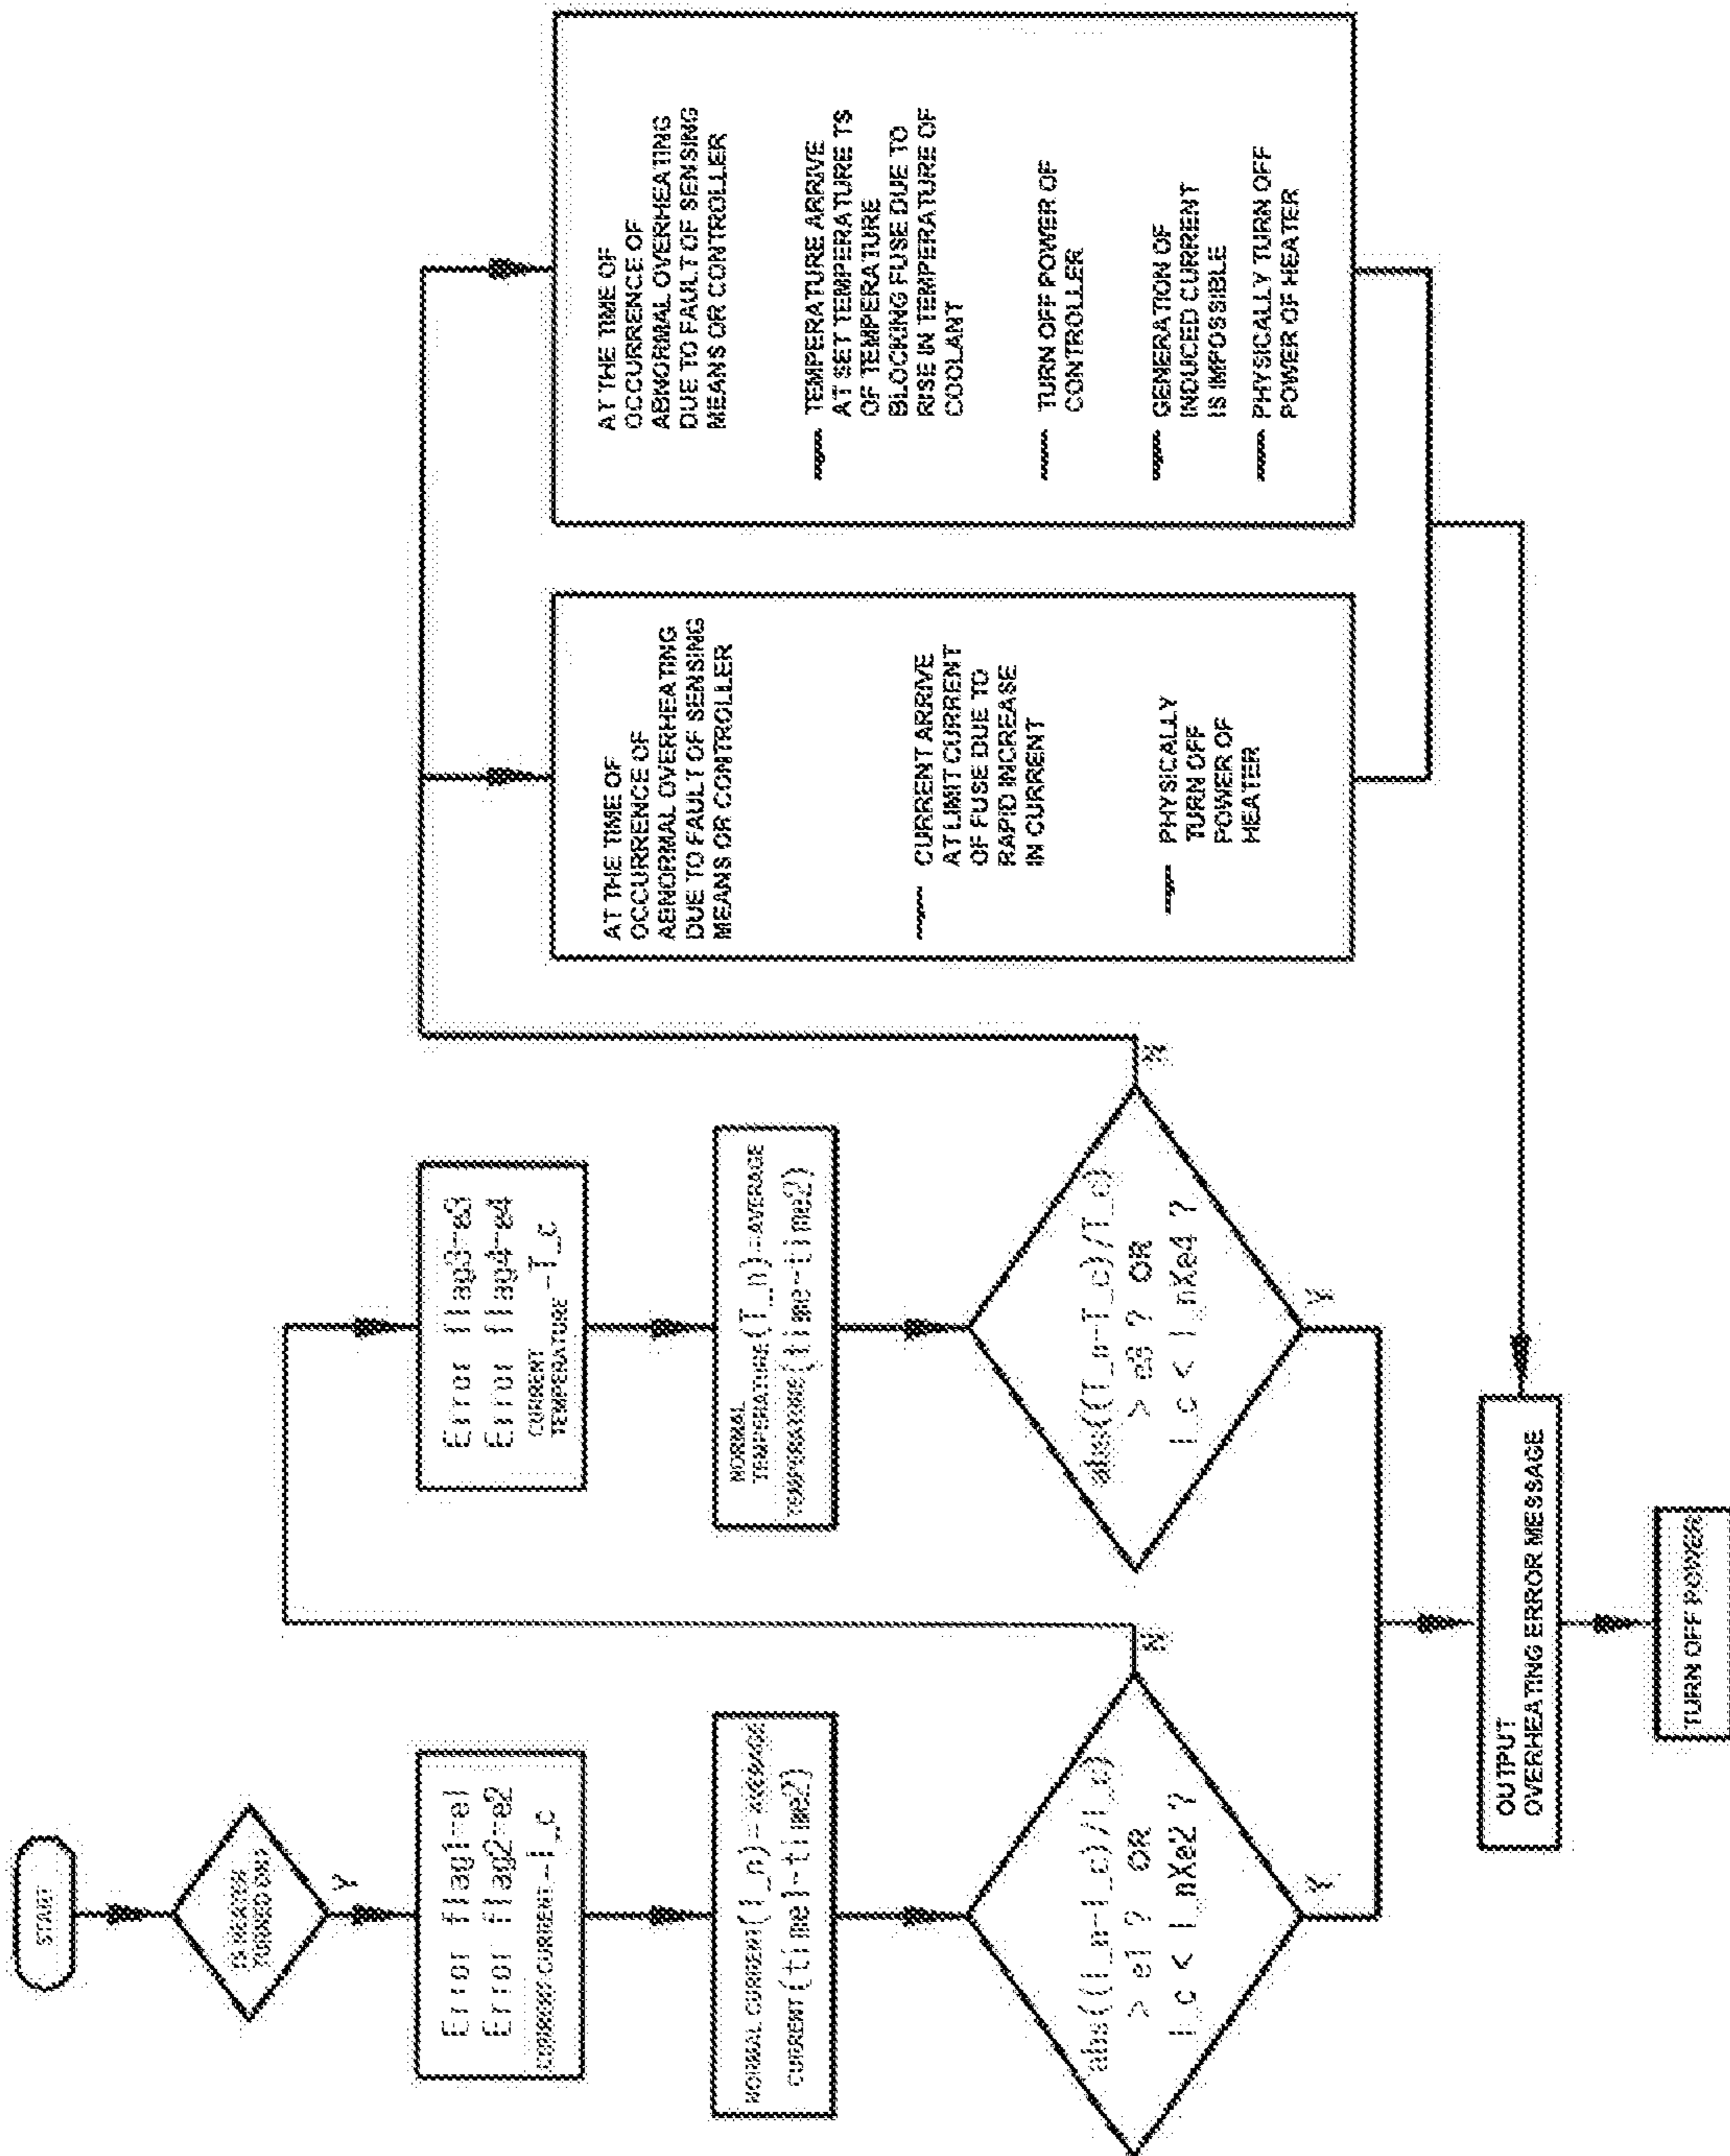 START
IS HEATER
TURNED ON?
Y
Error flag1=e1
Error flag2=e2
CURRENT-I_c
NORMAL CURRENT(I_n)=AVERAGE
CURRENT(time1~time2)
abs((I_n-I_c)/I_c)
> e1 ? OR
I_c < I_nXe2 ?
N
Y
Error flag3=e3
Error flag4=e4
CURRENT
TEMPERATURE -T_c
NORMAL
TEMPERATURE(T_n)=AVERAGE
TEMPERATURE(time~time2)
abs((T_n-T_c)/T_c)
> e3 ? OR
I_c < I_nXe4 ?
N
Y
AT THE TIME OF
OCCURRENCE OF
ABNORMAL OVERHEATING
DUE TO FAULT OF SENSING
MEANS OR CONTROLLER
CURRENT ARRIVE
AT LIMIT CURRENT
OF FUSE DUE TO
RAPID INCREASE
IN CURRENT
PHYSICALLY
TURN OFF
POWER OF
HEATER
AT THE TIME OF
OCCURRENCE OF
ABNORMAL OVERHEATING
DUE TO FAULT OF SENSING
MEANS OR CONTROLLER
TEMPERATURE ARRIVE
AT SET TEMPERATURE TS
OF TEMPERATURE
BLOCKING FUSE DUE TO
RISE IN TEMPERATURE OF
COOLANT
TURN OFF POWER OF
CONTROLLER
GENERATION OF
INDUCED CURRENT
IS IMPOSSIBLE
PHYSICALLY TURN OFF
POWER OF HEATER
OUTPUT
OVERHEATING ERROR MESSAGE
TURN OFF POWER